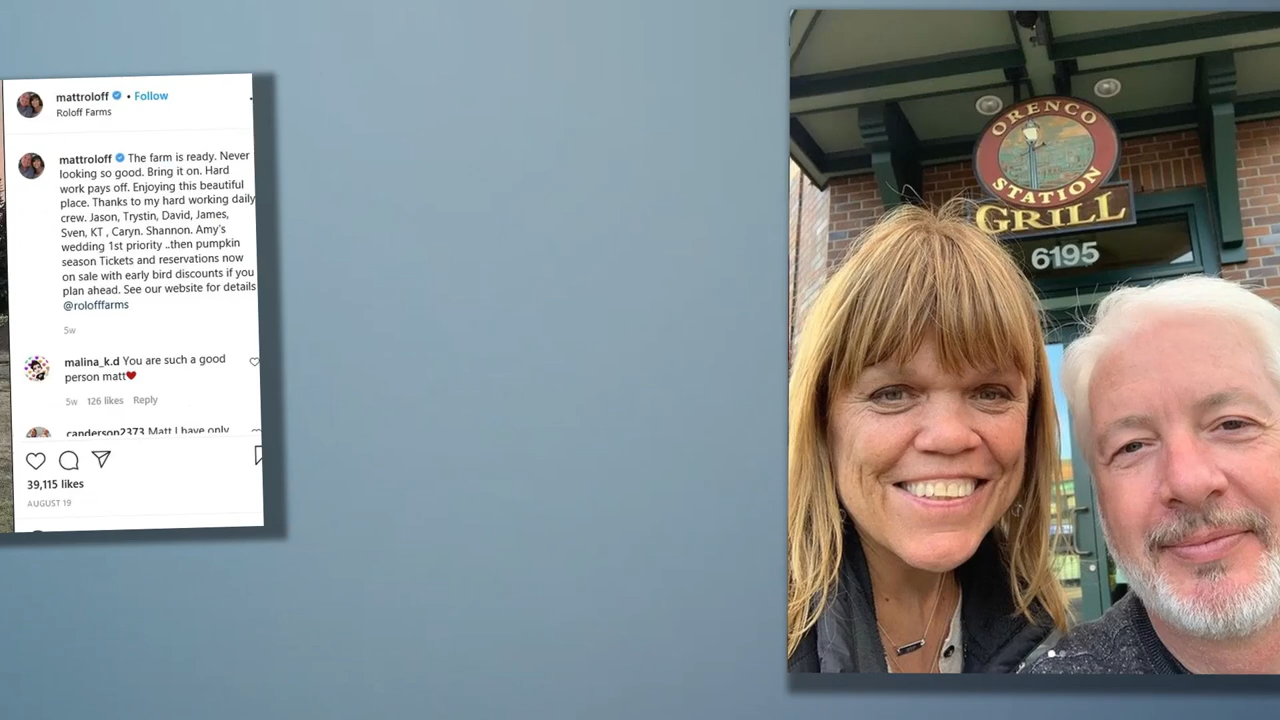 mattroloff • Follow
Roloff Farms
mattroloff The farm is ready. Never
looking so good. Bring it on. Hard
work pays off. Enjoying this beautiful
place. Thanks to my hard working daily
crew. Jason, Trystin, David, James,
Sven, KT , Caryn. Shannon. Amy's
wedding 1st priority ..then pumpkin
season Tickets and reservations now
on sale with early bird discounts if you
plan ahead. See our website for details
@rolofffarms
5w
malina_k.d You are such a good
person matt❤
5w 126 likes Reply
canderson2373 Matt I have only
39,115 likes
AUGUST 19
ORENCO
STATION
GRILL
6195